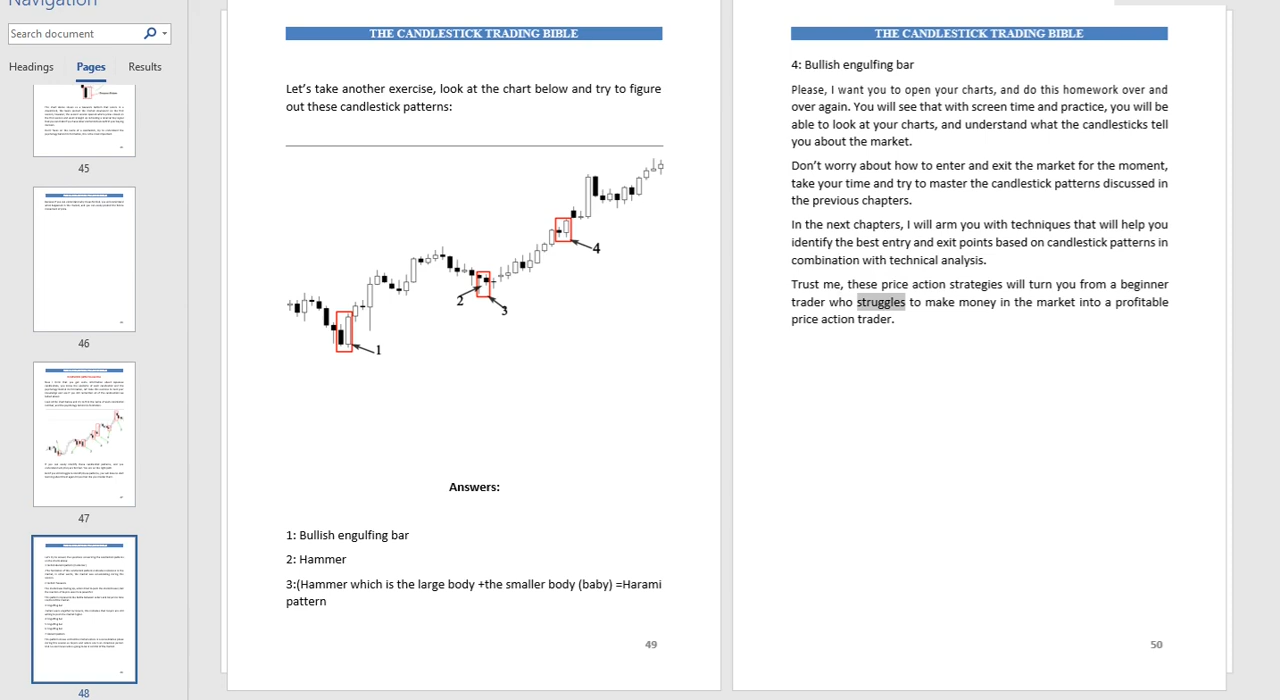 Navigation
Search document
Headings Pages Results
45
46
47
48
THE CANDLESTICK TRADING BIBLE
Let’s take another exercise, look at the chart below and try to figure
out these candlestick patterns:
4
2
3
1
Answers:
1: Bullish engulfing bar
2: Hammer
3:(Hammer which is the large body +the smaller body (baby) =Harami
pattern
49
THE CANDLESTICK TRADING BIBLE
4: Bullish engulfing bar
Please, I want you to open your charts, and do this homework over and
over again. You will see that with screen time and practice, you will be
able to look at your charts, and understand what the candlesticks tell
you about the market.
Don’t worry about how to enter and exit the market for the moment,
take your time and try to master the candlestick patterns discussed in
the previous chapters.
In the next chapters, I will arm you with techniques that will help you
identify the best entry and exit points based on candlestick patterns in
combination with technical analysis.
Trust me, these price action strategies will turn you from a beginner
trader who struggles to make money in the market into a profitable
price action trader.
50